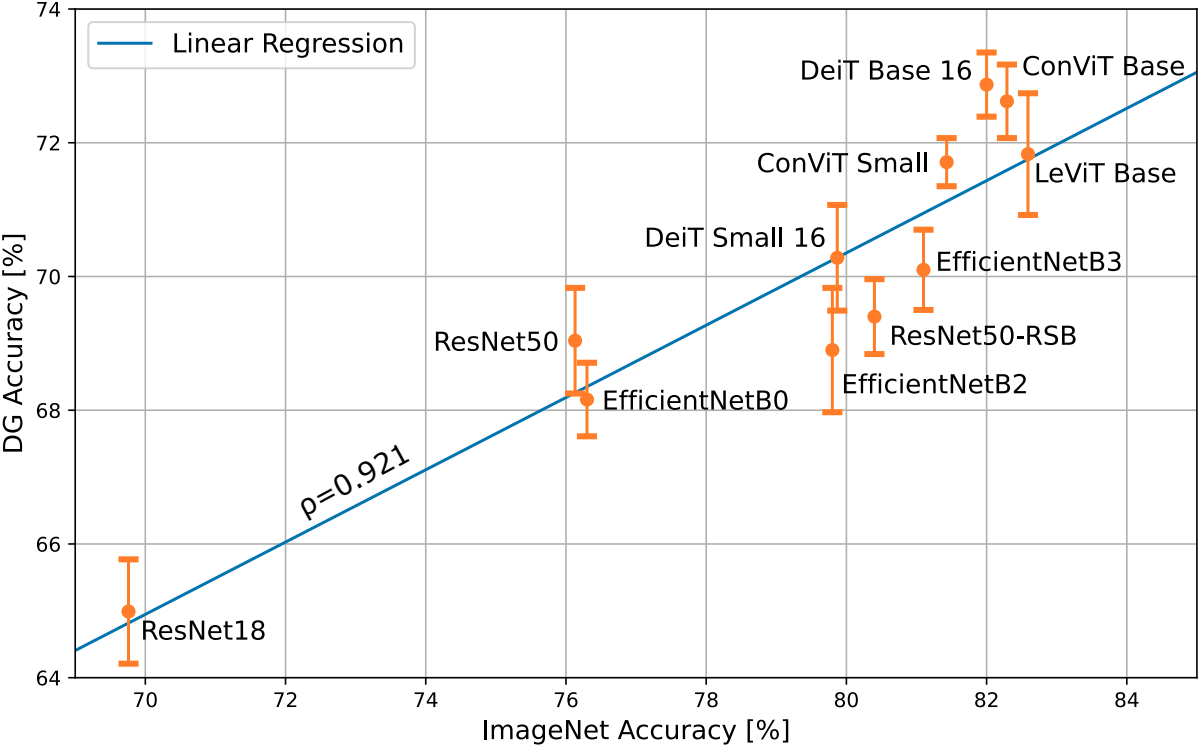 74
Linear Regression
DeiT Base 16
ConViT Base
72
ConViT Small
LeViT Base
DeiT Small 16
EfficientNetB3
70
ResNet50
ResNet50-RSB
EfficientNetB2
68
EfficientNetB0
ρ=0.921
66
ResNet18
64
DG Accuracy [%]
70 72 74 76 78 80 82 84
ImageNet Accuracy [%]